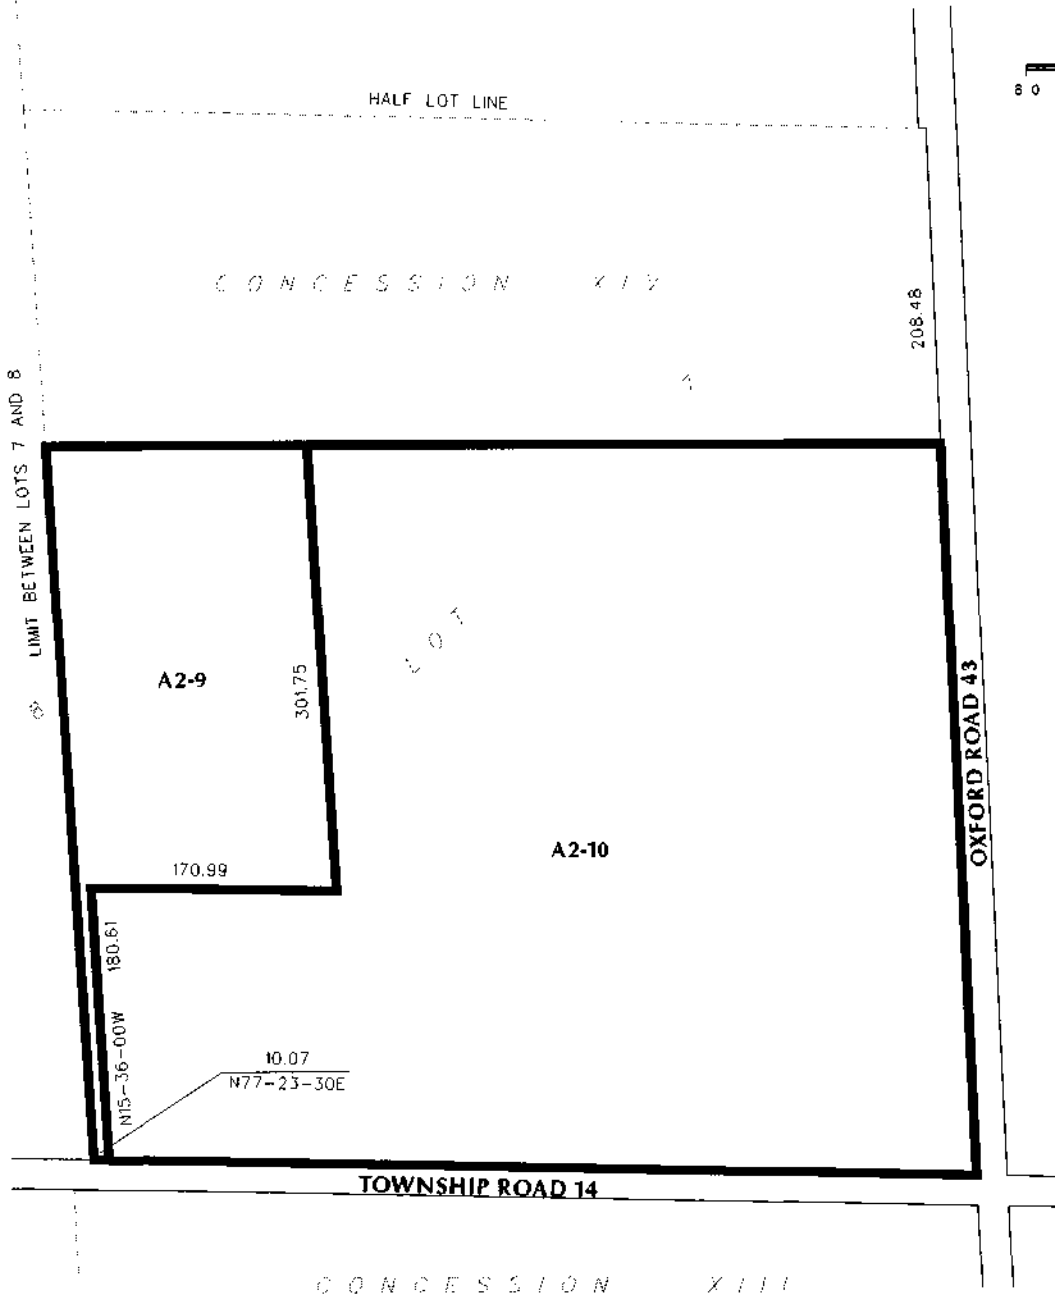 8 0
HALF LOT LINE
CONCESSION XIV
208.48
LIMIT BETWEEN LOTS 7 AND 8
LOT
A2-9
301.75
OXFORD ROAD 43
A2-10
170.99
180.61
N15-36-00W
10.07
N77-23-30E
TOWNSHIP ROAD 14
CONCESSION XIII